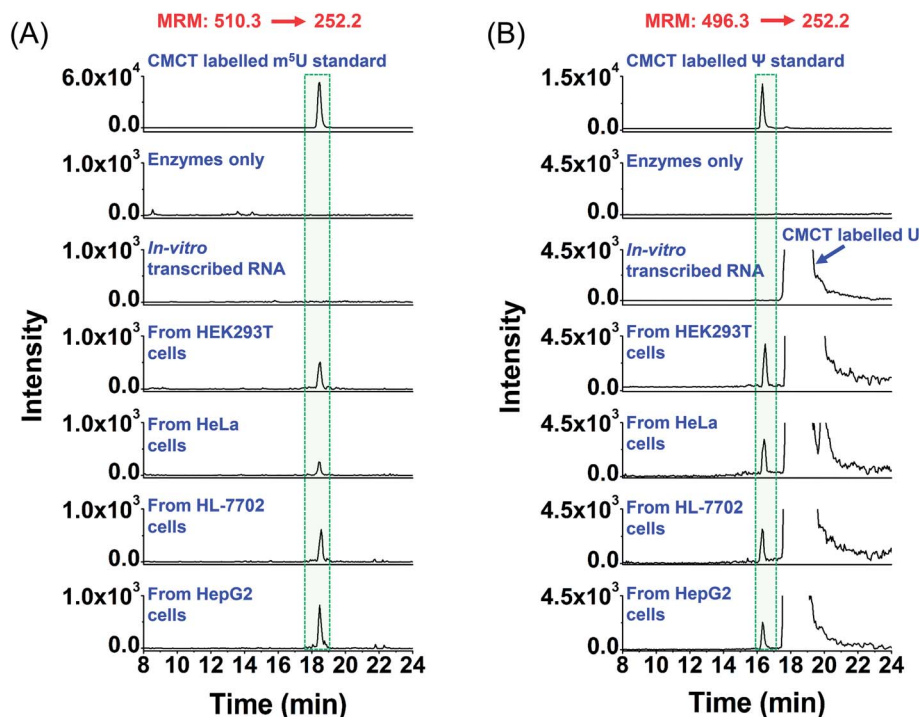 (A)
MRM: 510.3 → 252.2
CMCT labelled m⁵U standard
6.0x10⁴
0.0
Enzymes only
1.0x10³
0.0
In-vitro
transcribed RNA
1.0x10³
0.0
From HEK293T
cells
1.0x10³
0.0
From HeLa
cells
1.0x10³
0.0
From HL-7702
cells
1.0x10³
0.0
From HepG2
cells
1.0x10³
0.0
8 10 12 14 16 18 20 22 24
Time (min)
Intensity
(B)
MRM: 496.3 → 252.2
CMCT labelled Ψ standard
1.5x10⁴
0.0
Enzymes only
4.5x10³
0.0
In-vitro
transcribed RNA
CMCT labelled U
4.5x10³
0.0
From HEK293T
cells
4.5x10³
0.0
From HeLa
cells
4.5x10³
0.0
From HL-7702
cells
4.5x10³
0.0
From HepG2
cells
4.5x10³
0.0
8 10 12 14 16 18 20 22 24
Time (min)
Intensity